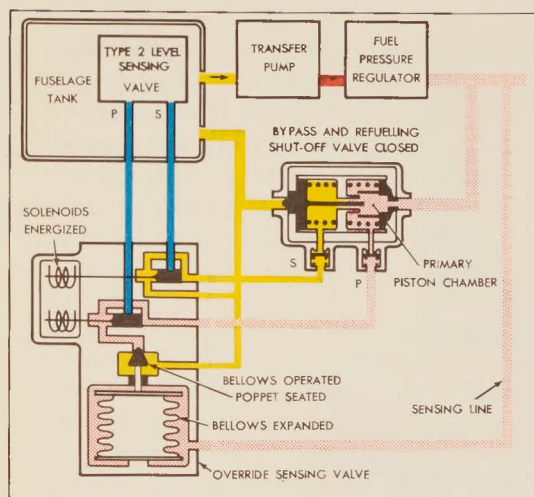 TYPE 2 LEVEL
SENSING
VALVE
FUSELAGE
TANK
P
S
TRANSFER
PUMP
FUEL
PRESSURE
REGULATOR
BYPASS AND REFUELLING
SHUT-OFF VALVE CLOSED
SOLENOIDS
ENERGIZED
S
P
PRIMARY
PISTON CHAMBER
BELLOWS OPERATED
POPPET SEATED
BELLOWS EXPANDED
SENSING LINE
OVERRIDE SENSING VALVE